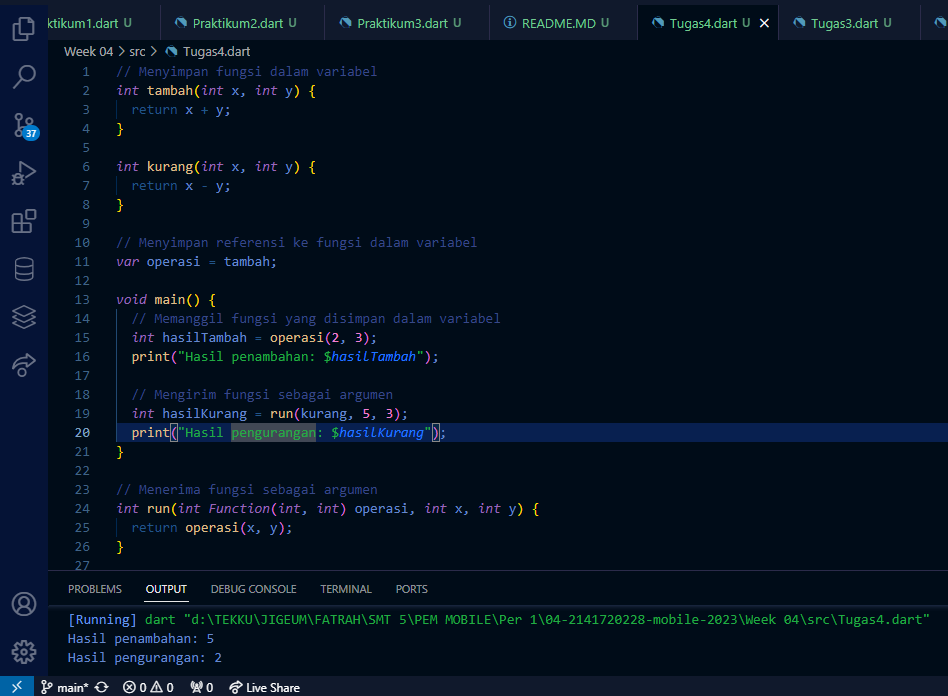 ktikum1.dart U Praktikum2.dart U Praktikum3.dart U README.MD U Tugas4.dart U Tugas3.dart U
Week 04 > src > Tugas4.dart
1 // Menyimpan fungsi dalam variabel
2 int tambah(int x, int y) {
3 return x + y;
4 }
5
6 int kurang(int x, int y) {
7 return x - y;
8 }
9
10 // Menyimpan referensi ke fungsi dalam variabel
11 var operasi = tambah;
12
13 void main() {
14 // Memanggil fungsi yang disimpan dalam variabel
15 int hasilTambah = operasi(2, 3);
16 print("Hasil penambahan: $hasilTambah");
17
18 // Mengirim fungsi sebagai argumen
19 int hasilKurang = run(kurang, 5, 3);
20 print("Hasil pengurangan: $hasilKurang");
21 }
22
23 // Menerima fungsi sebagai argumen
24 int run(int Function(int, int) operasi, int x, int y) {
25 return operasi(x, y);
26 }
27
37
PROBLEMS OUTPUT DEBUG CONSOLE TERMINAL PORTS
[Running] dart "d:\TEKKU\JIGEUM\FATRAH\SMT 5\PEM MOBILE\Per 1\04-2141720228-mobile-2023\Week 04\src\Tugas4.dart"
Hasil penambahan: 5
Hasil pengurangan: 2
main* 0 0 0 Live Share